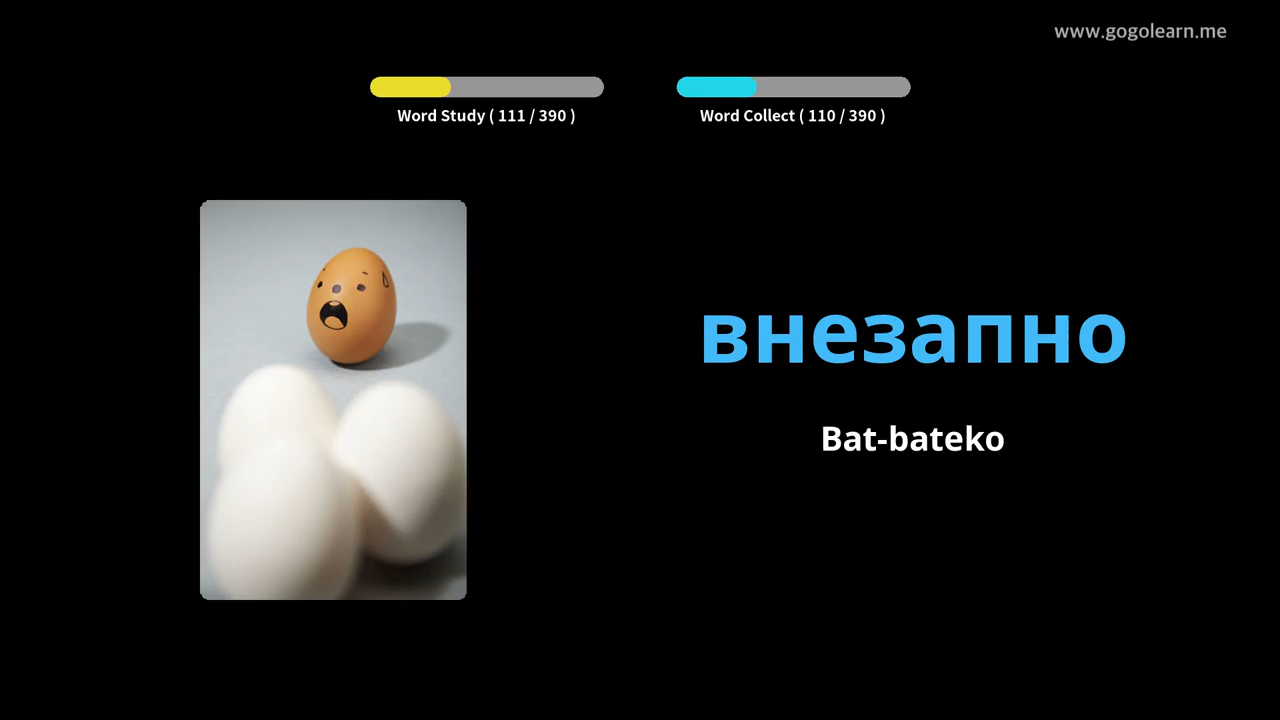 www.gogolearn.me
Word Study ( 111 / 390 )
Word Collect ( 110 / 390 )
внезапно
Bat-bateko